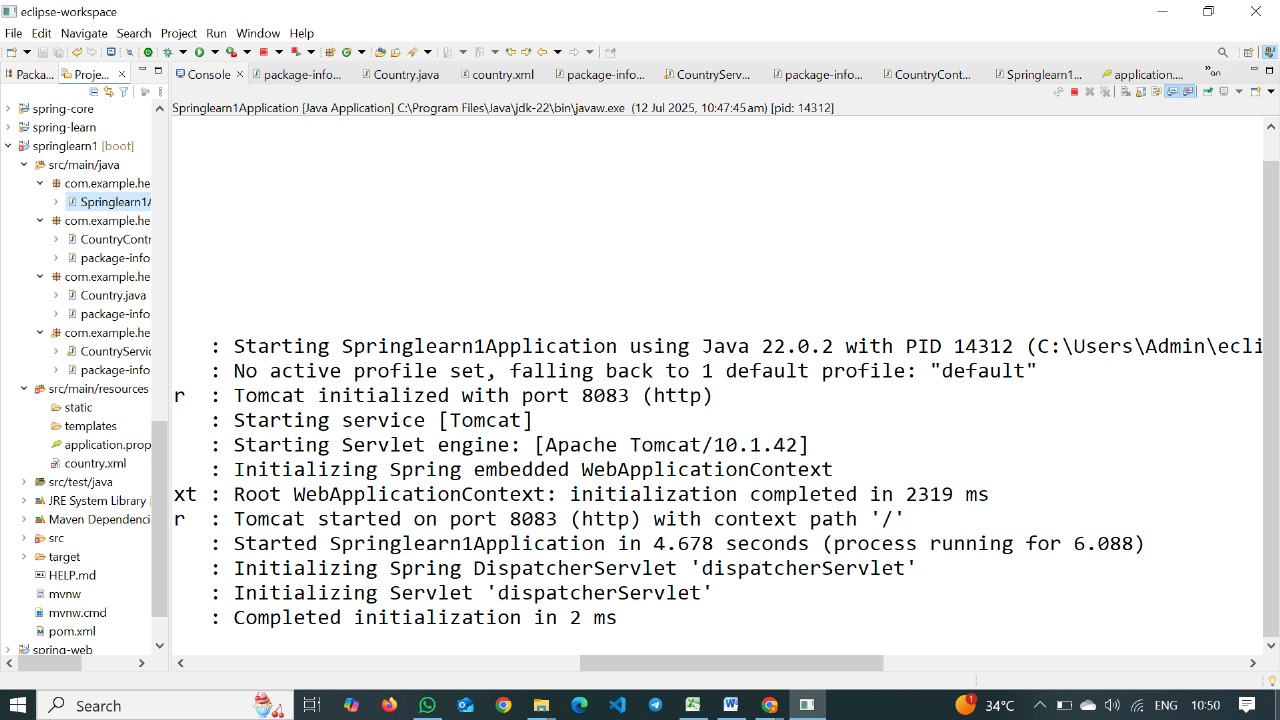 eclipse-workspace
File Edit Navigate Search Project Run Window Help
Packa... Proje... Console package-info... Country.java country.xml package-info... CountryServ... package-info... CountryCont... Springlearn1... application....
Springlearn1Application [Java Application] C:\Program Files\Java\jdk-22\bin\javaw.exe (12 Jul 2025, 10:47:45 am) [pid: 14312]
spring-core
spring-learn
springlearn1 [boot]
src/main/java
com.example.he
Springlearn1A
com.example.he
CountryContr
package-info
com.example.he
Country.java
package-info
com.example.he
CountryServic
package-info
src/main/resources
static
templates
application.prop
country.xml
src/test/java
JRE System Library
Maven Dependenci
src
target
HELP.md
mvnw
mvnw.cmd
pom.xml
spring-web
: Starting Springlearn1Application using Java 22.0.2 with PID 14312 (C:\Users\Admin\ecli
: No active profile set, falling back to 1 default profile: "default"
r : Tomcat initialized with port 8083 (http)
: Starting service [Tomcat]
: Starting Servlet engine: [Apache Tomcat/10.1.42]
: Initializing Spring embedded WebApplicationContext
xt : Root WebApplicationContext: initialization completed in 2319 ms
r : Tomcat started on port 8083 (http) with context path '/'
: Started Springlearn1Application in 4.678 seconds (process running for 6.088)
: Initializing Spring DispatcherServlet 'dispatcherServlet'
: Initializing Servlet 'dispatcherServlet'
: Completed initialization in 2 ms
Search 34°C ENG 10:50